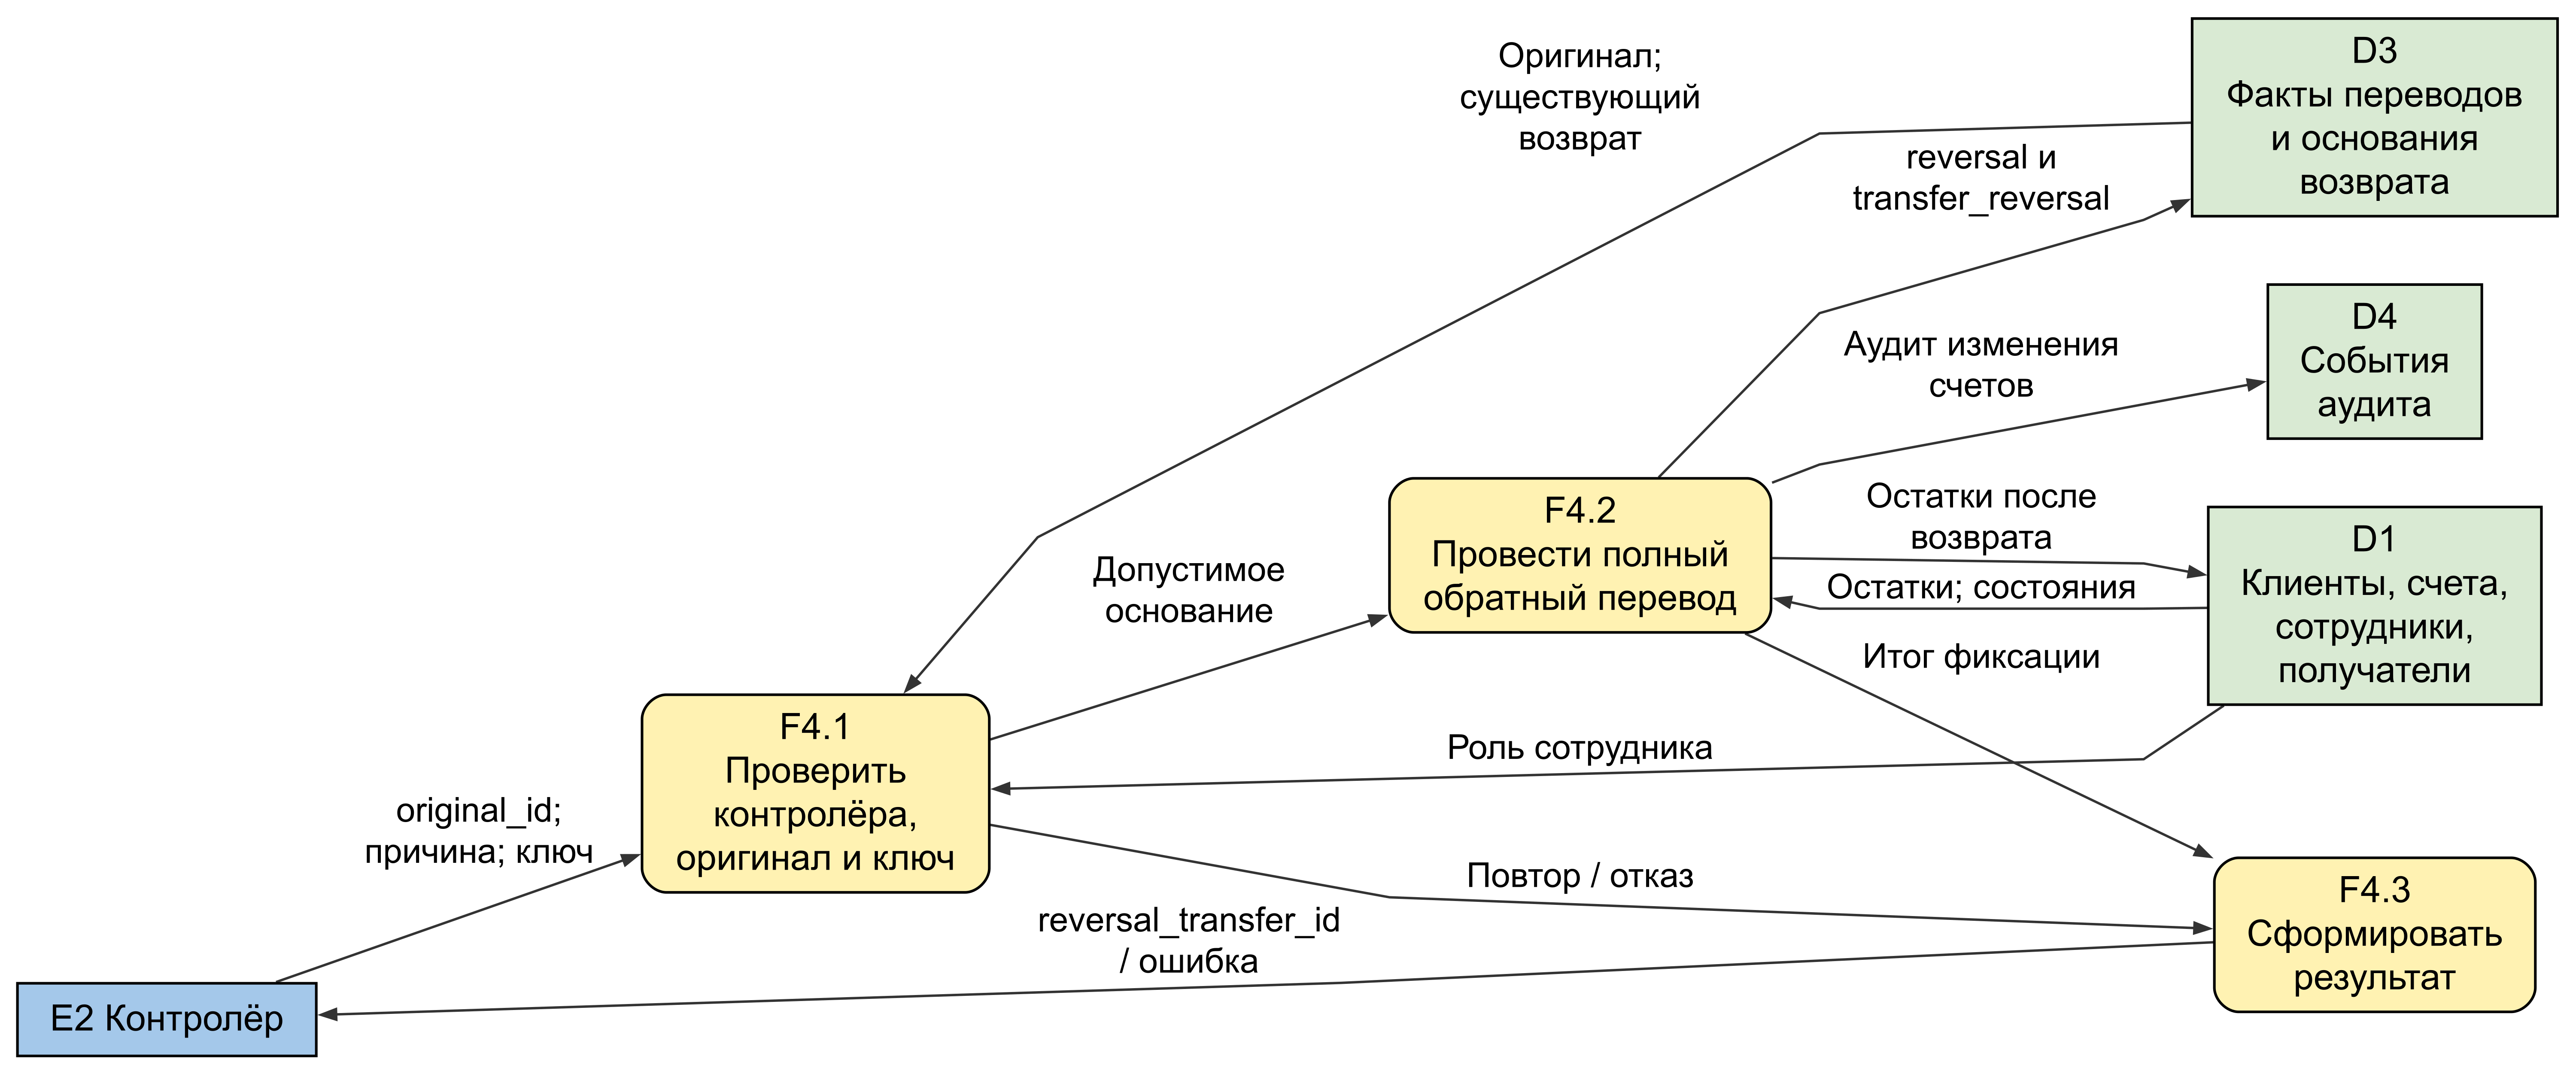 Оригинал;
существующий
возврат
D3
Факты переводов
и основания
возврата
reversal и
transfer_reversal
D4
События
аудита
Аудит изменения
счетов
F4.2
Провести полный
обратный перевод
Остатки после
возврата
Остатки; состояния
D1
Клиенты, счета,
сотрудники,
получатели
Допустимое
основание
Итог фиксации
F4.1
Проверить
контролёра,
оригинал и ключ
Роль сотрудника
original_id;
причина; ключ
Повтор / отказ
F4.3
Сформировать
результат
reversal_transfer_id
/ ошибка
E2 Контролёр